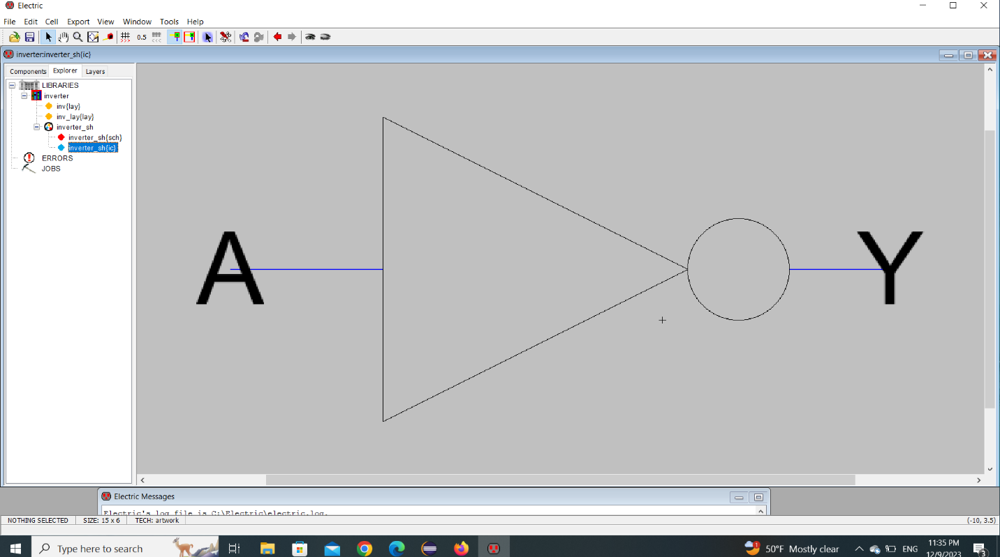 Electric
File Edit Cell Export View Window Tools Help
0.5
inverter:inverter_sh{ic}
Components Explorer Layers
LIBRARIES
inverter
inv{lay}
inv_lay{lay}
inverter_sh
inverter_sh{sch}
inverter_sh{ic}
ERRORS
JOBS
A
Y
Electric Messages
Electric's log file is C:\Electric\electric.log.
NOTHING SELECTED SIZE: 15 x 6 TECH: artwork (-10, 3.5)
Type here to search
1
50°F Mostly clear
ENG
11:35 PM
12/9/2023
3